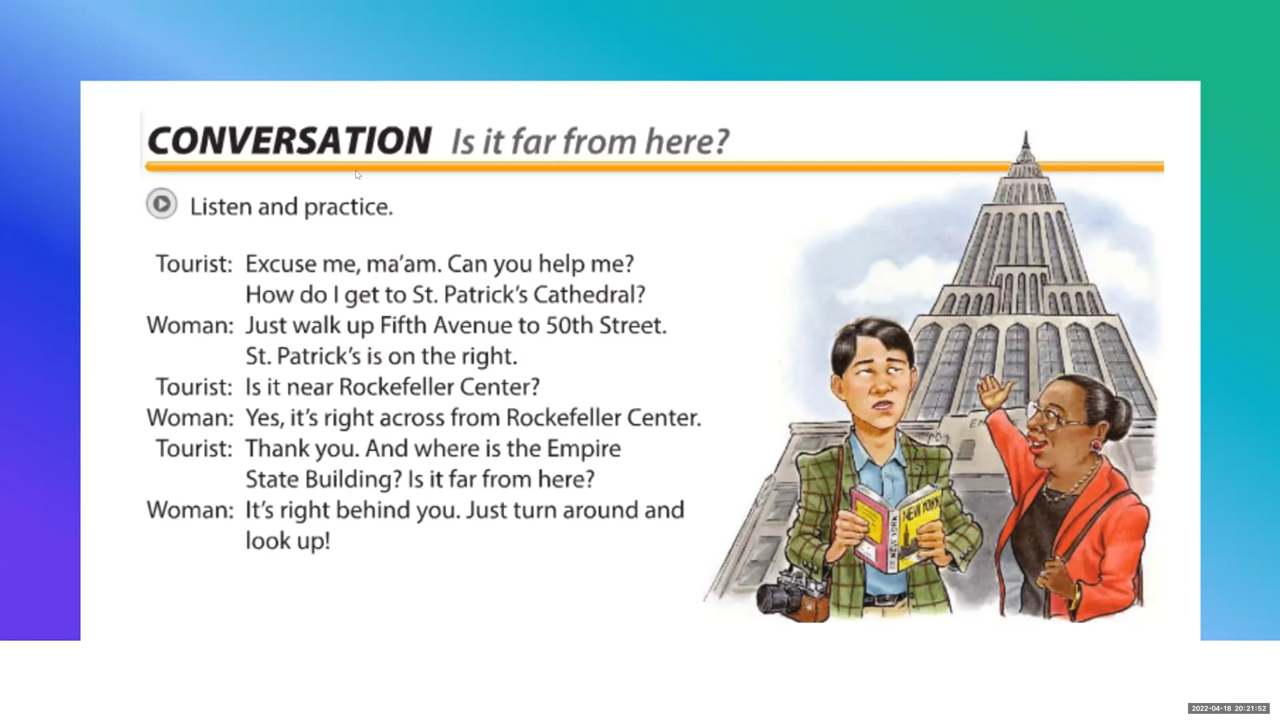 CONVERSATION Is it far from here?
Listen and practice.
Tourist: Excuse me, ma'am. Can you help me?
How do I get to St. Patrick's Cathedral?
Woman: Just walk up Fifth Avenue to 50th Street.
St. Patrick's is on the right.
Tourist: Is it near Rockefeller Center?
Woman: Yes, it's right across from Rockefeller Center.
Tourist: Thank you. And where is the Empire
State Building? Is it far from here?
Woman: It's right behind you. Just turn around and
look up!
NEW YORK
NEW YORK
2022-04-18 20:21:52